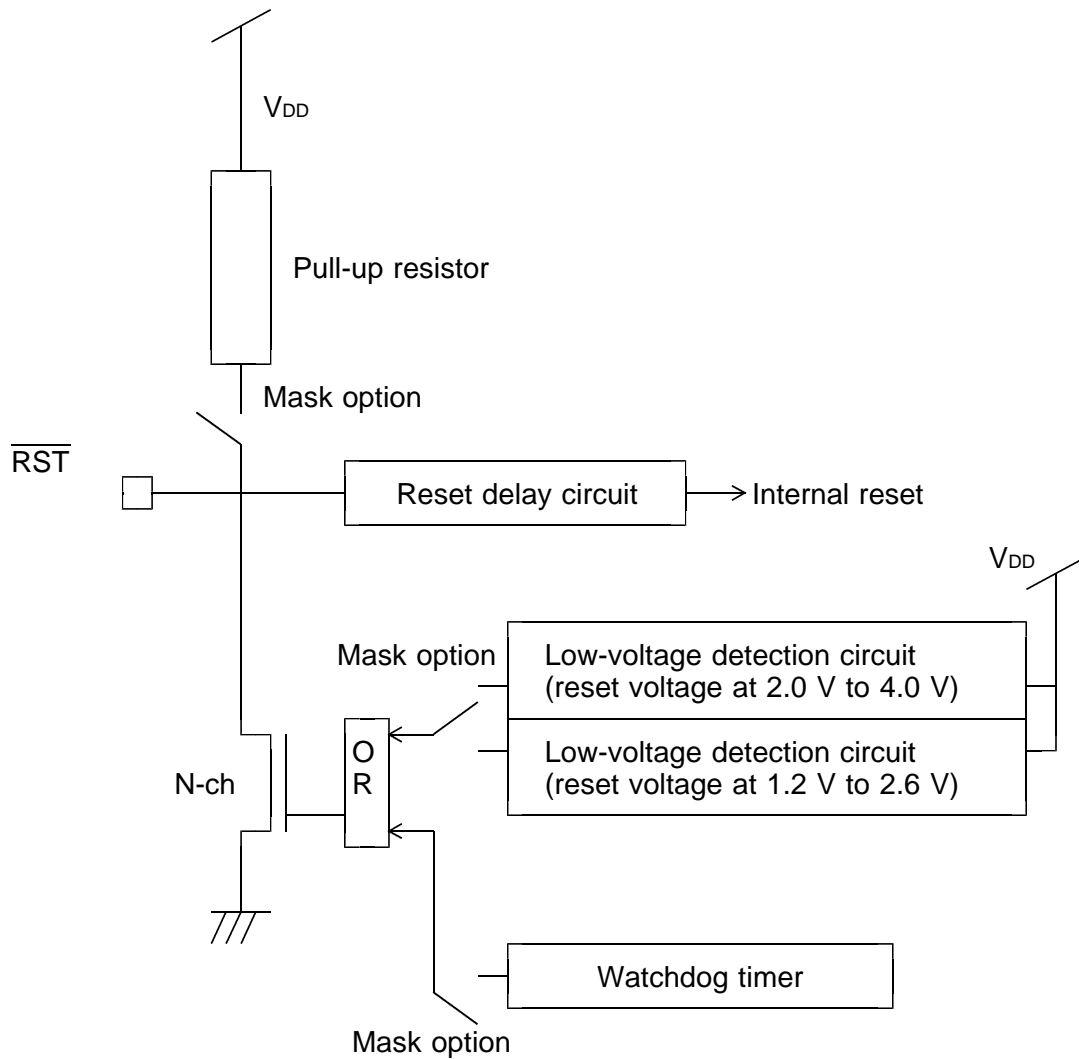 VDD
Pull-up resistor
Mask option
RST
Reset delay circuit
Internal reset
VDD
Mask option
Low-voltage detection circuit
(reset voltage at 2.0 V to 4.0 V)
O
R
Low-voltage detection circuit
(reset voltage at 1.2 V to 2.6 V)
N-ch
Watchdog timer
Mask option